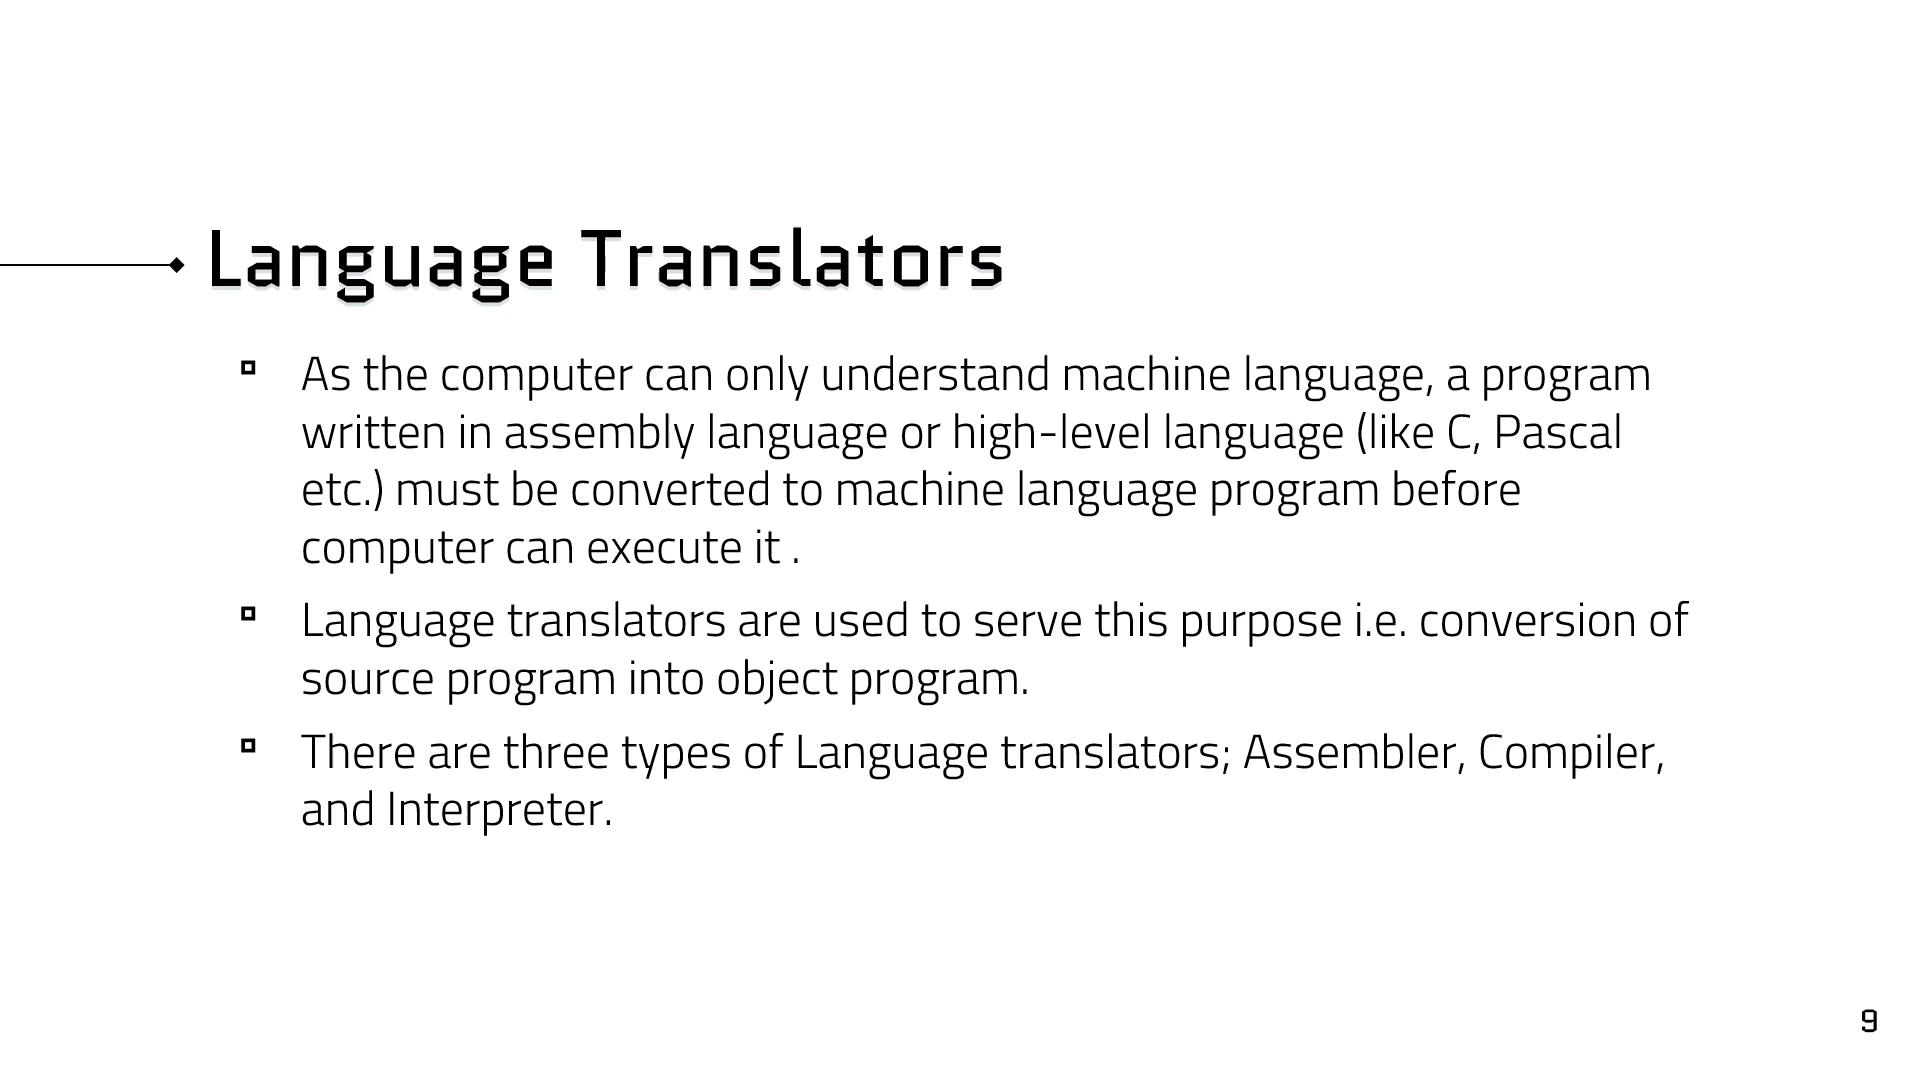 Language Translators
▫ As the computer can only understand machine language, a program
written in assembly language or high-level language (like C, Pascal
etc.) must be converted to machine language program before
computer can execute it .
▫ Language translators are used to serve this purpose i.e. conversion of
source program into object program.
▫ There are three types of Language translators; Assembler, Compiler,
and Interpreter.
9